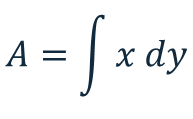 A = ∫ x dy